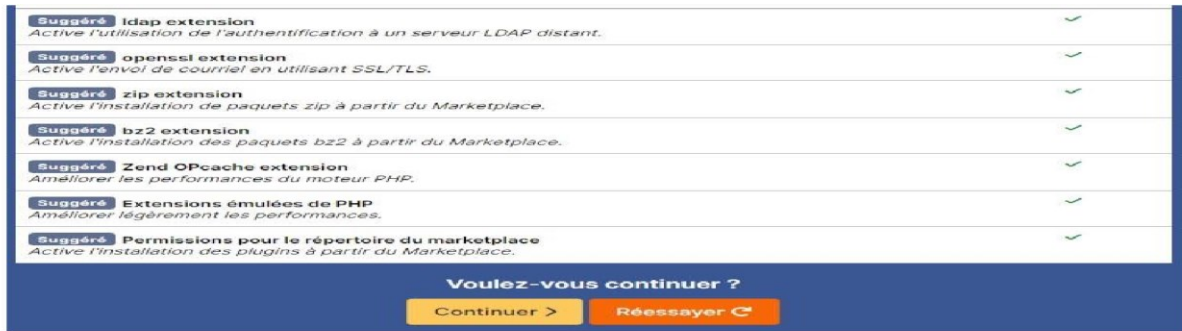 Suggéré ldap extension
Active l'utilisation de l'authentification à un serveur LDAP distant.
Suggéré openssl extension
Active l'envoi de courriel en utilisant SSL/TLS.
Suggéré zip extension
Active l'installation de paquets zip à partir du Marketplace.
Suggéré bz2 extension
Active l'installation des paquets bz2 à partir du Marketplace.
Suggéré Zend OPcache extension
Améliorer les performances du moteur PHP.
Suggéré Extensions émulées de PHP
Améliorer légèrement les performances.
Suggéré Permissions pour le répertoire du marketplace
Active l'installation des plugins à partir du Marketplace.
Voulez-vous continuer ?
Continuer > Réessayer